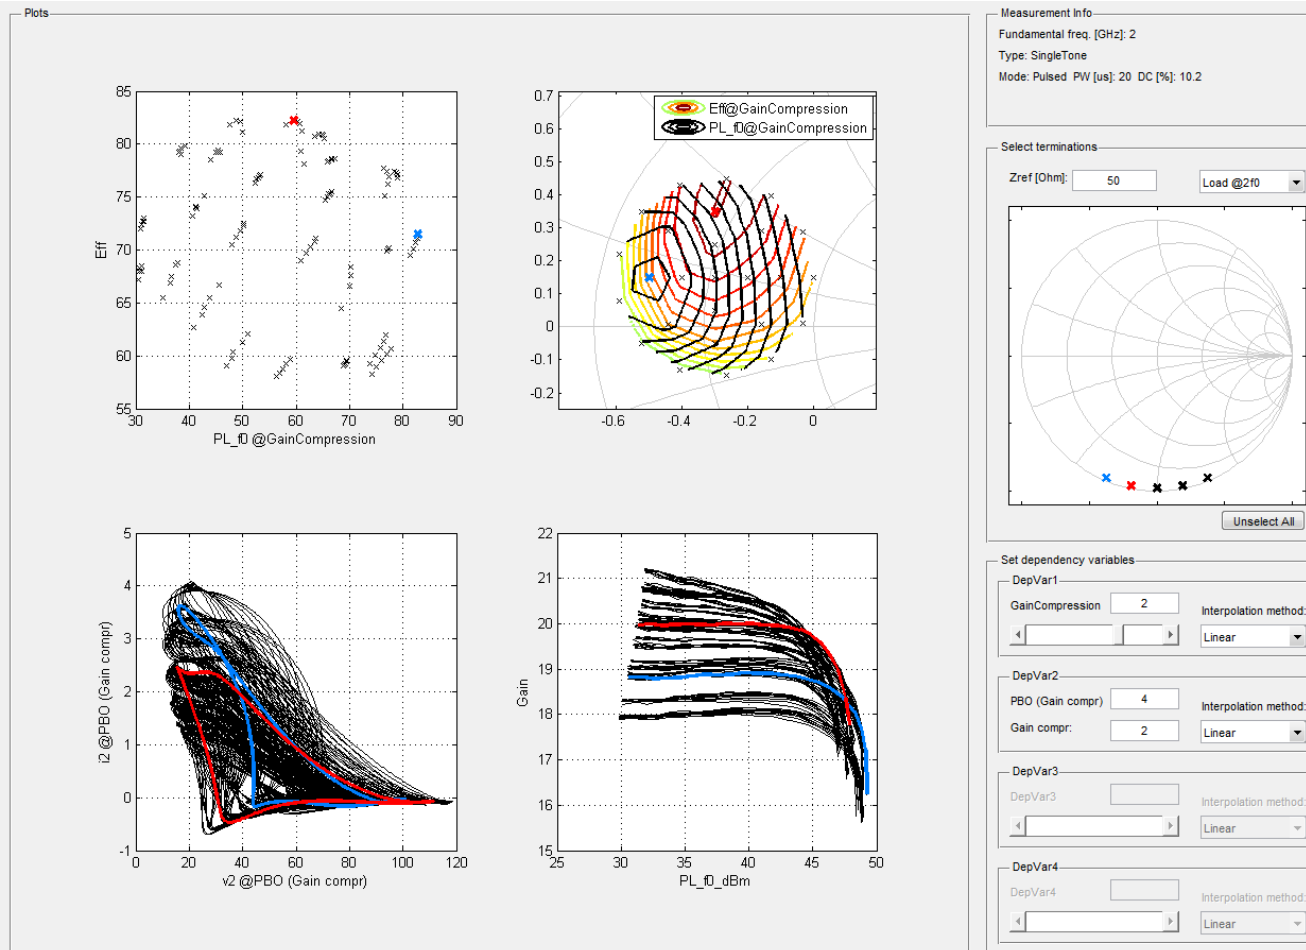 Plots
85
80
75
70
65
60
55
Eff
30
40
50
60
70
80
90
PL_f0 @GainCompression
0.7
0.6
0.5
0.4
0.3
0.2
0.1
0
-0.1
-0.2
Eff@GainCompression
PL_f0@GainCompression
-0.6
-0.4
-0.2
0
5
4
3
2
1
0
-1
i2 @PBO (Gain compr)
0
20
40
60
80
100
120
v2 @PBO (Gain compr)
22
21
20
19
18
17
16
15
Gain
25
30
35
40
45
50
PL_f0_dBm
Measurement Info
Fundamental freq. [GHz]: 2
Type: SingleTone
Mode: Pulsed PW [us]: 20 DC [%]: 10.2
Select terminations
Zref [Ohm]: 50 Load @2f0
Unselect All
Set dependency variables
DepVar1
GainCompression 2 Interpolation method:
Linear
DepVar2
PBO (Gain compr) 4 Interpolation method:
Gain compr: 2 Linear
DepVar3
DepVar3 Interpolation method:
Linear
DepVar4
DepVar4 Interpolation method:
Linear